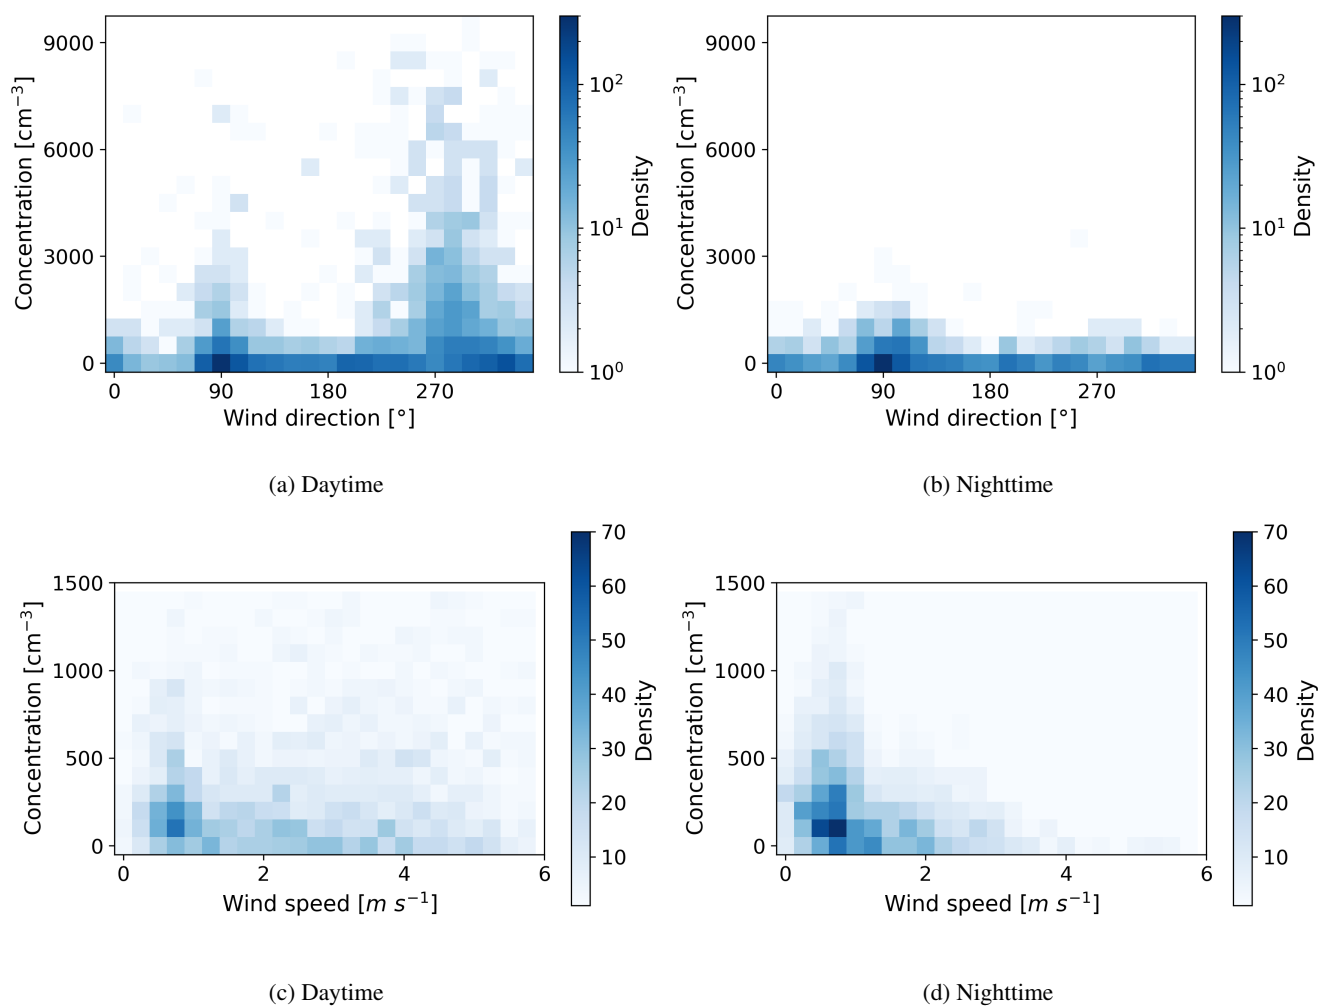 9000
6000
3000
0
Concentration [cm⁻³]
0 90 180 270
Wind direction [°]
10²
10¹
10⁰
Density
(a) Daytime
9000
6000
3000
0
Concentration [cm⁻³]
0 90 180 270
Wind direction [°]
10²
10¹
10⁰
Density
(b) Nighttime
1500
1000
500
0
Concentration [cm⁻³]
0 2 4 6
Wind speed [m s⁻¹]
70
60
50
40
30
20
10
Density
(c) Daytime
1500
1000
500
0
Concentration [cm⁻³]
0 2 4 6
Wind speed [m s⁻¹]
70
60
50
40
30
20
10
Density
(d) Nighttime